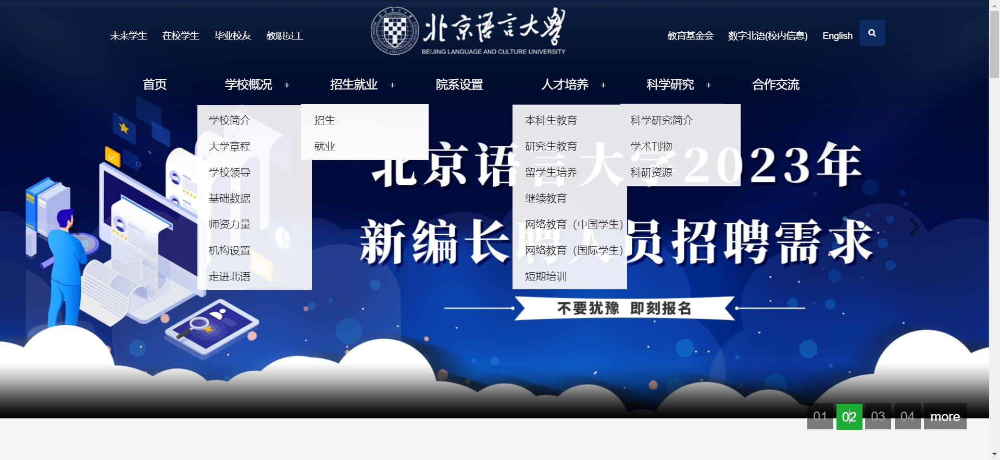 未来学生 在校学生 毕业校友 教职员工
北京语言大學
BEIJING LANGUAGE AND CULTURE UNIVERSITY
教育基金会 数字北语(校内信息) English
首页 学校概况 + 招生就业 + 院系设置 人才培养 + 科学研究 + 合作交流
学校简介
大学章程
学校领导
基础数据
师资力量
机构设置
走进北语
招生
就业
本科生教育
研究生教育
留学生培养
继续教育
网络教育（中国学生）
网络教育（国际学生）
短期培训
科学研究简介
学术刊物
科研资源
北京语言大学2023年
新编长聘人员招聘需求
不要犹豫 即刻报名
01 02 03 04 more